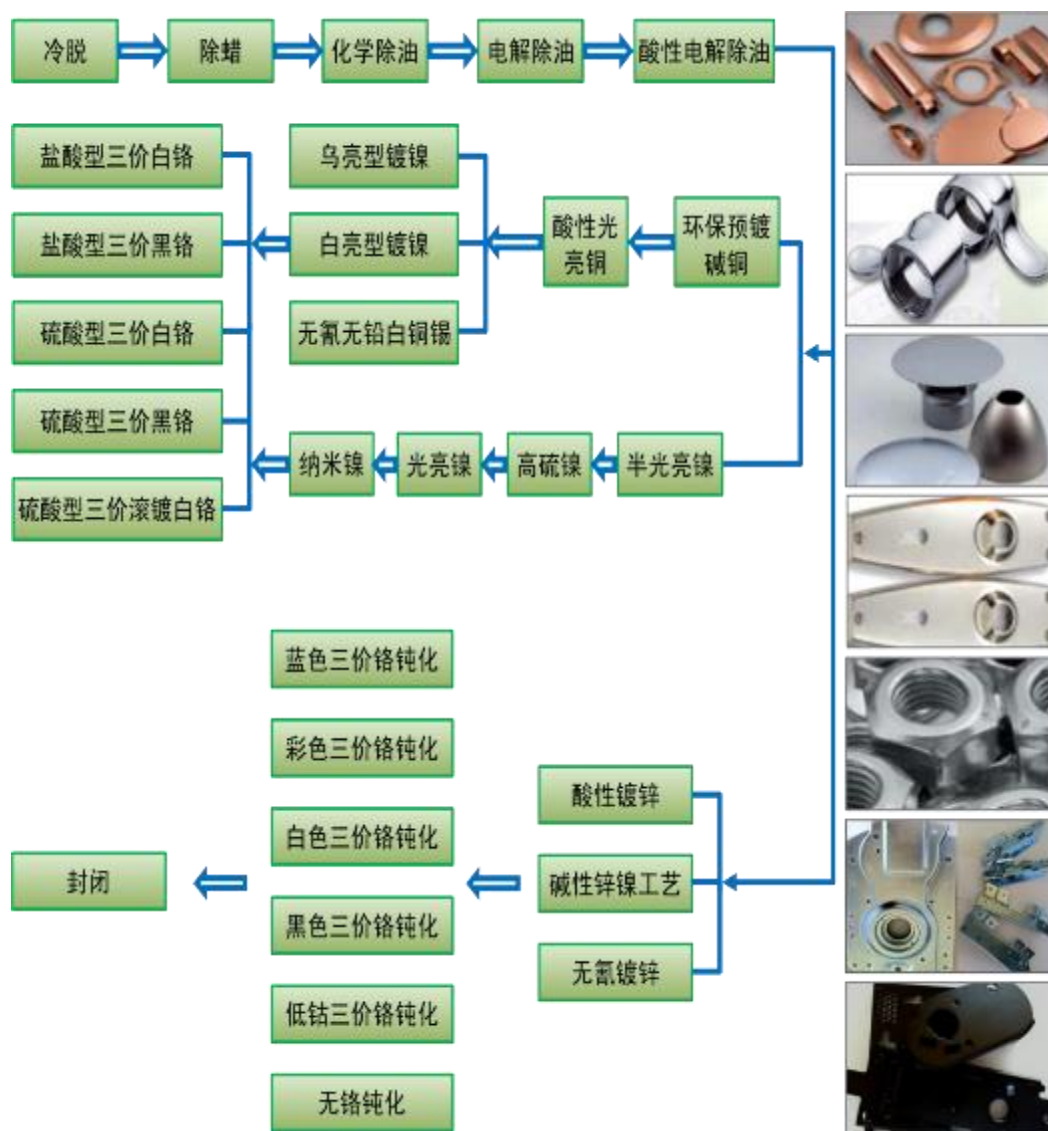 冷脱
除蜡
化学除油
电解除油
酸性电解除油
盐酸型三价白铬
盐酸型三价黑铬
硫酸型三价白铬
硫酸型三价黑铬
硫酸型三价滚镀白铬
乌亮型镀镍
白亮型镀镍
无氰无铅白铜锡
酸性光
亮铜
环保预镀
碱铜
纳米镍
光亮镍
高硫镍
半光亮镍
蓝色三价铬钝化
彩色三价铬钝化
白色三价铬钝化
黑色三价铬钝化
低钴三价铬钝化
无铬钝化
酸性镀锌
碱性锌镍工艺
无氰镀锌
封闭